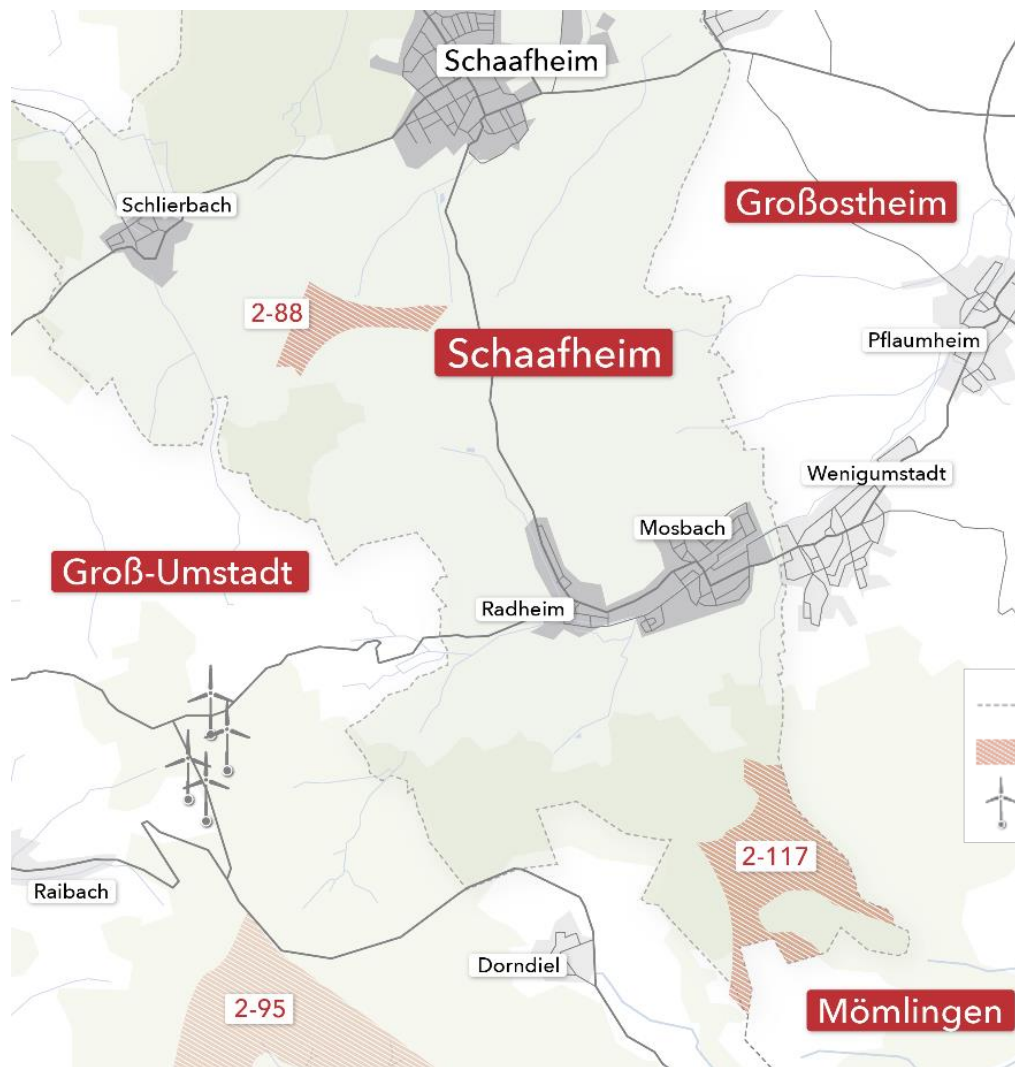 Schaafheim
Schlierbach
Großostheim
2-88
Schaafheim
Pflaumheim
Wenigumstadt
Mosbach
Groß-Umstadt
Radheim
2-117
Raibach
Dorndiel
2-95
Mömlingen